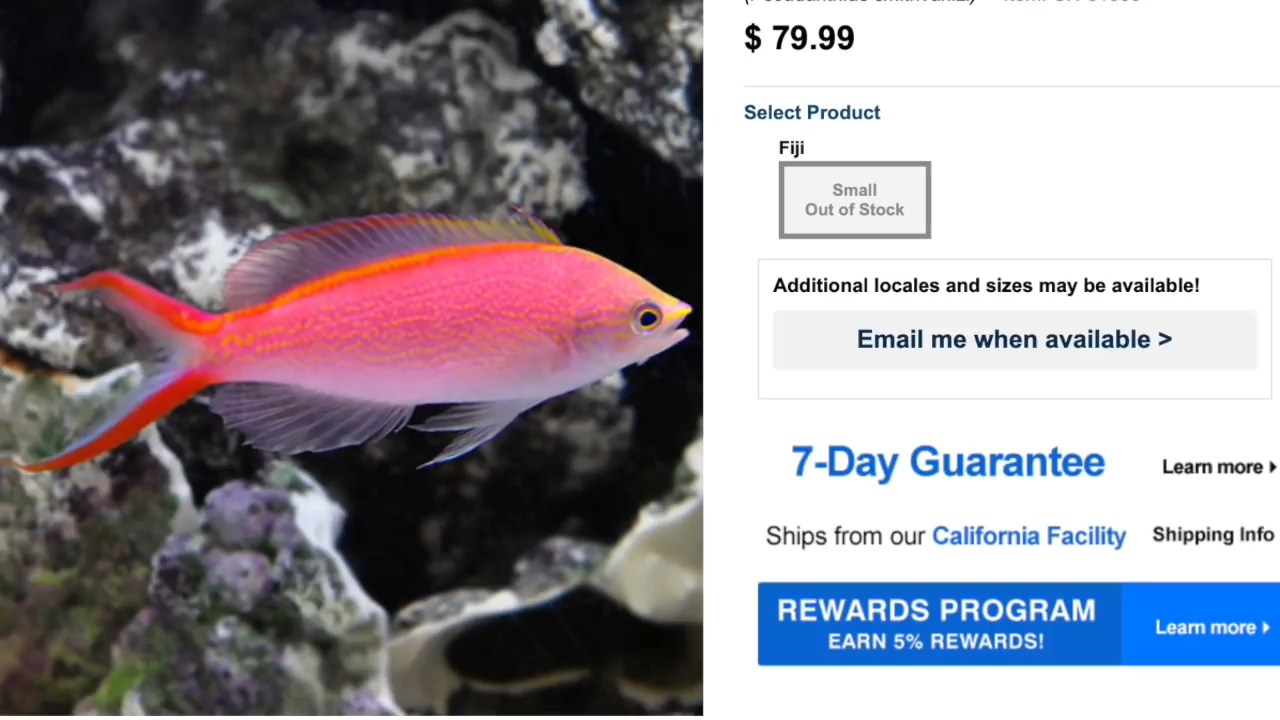 $ 79.99
Select Product
Fiji
Small
Out of Stock
Additional locales and sizes may be available!
Email me when available >
7-Day Guarantee
Learn more
Ships from our California Facility
Shipping Info
REWARDS PROGRAM
EARN 5% REWARDS!
Learn more